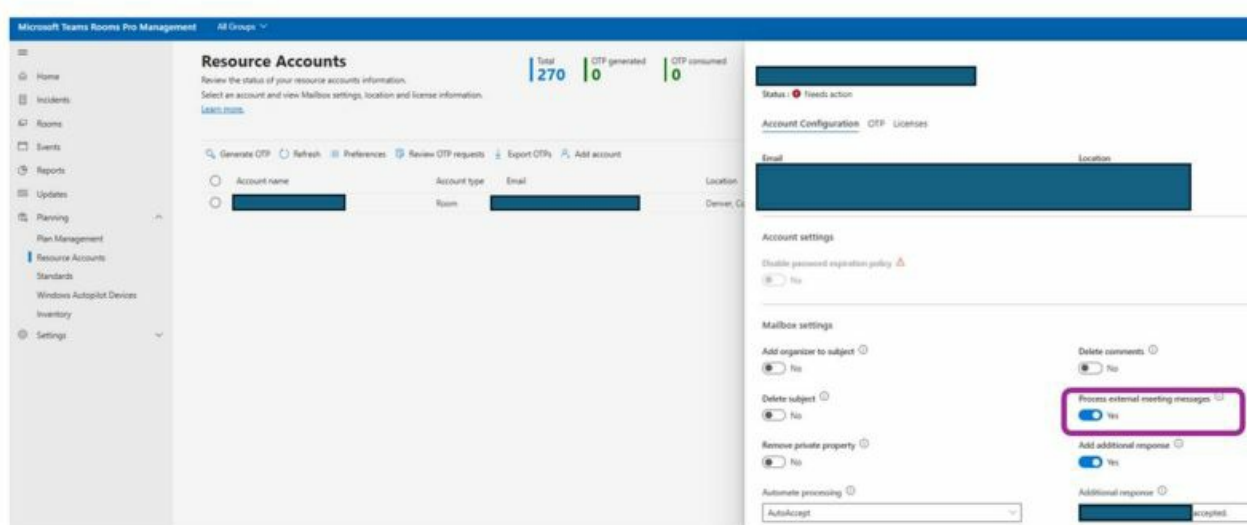 Microsoft Teams Rooms Pro Management All Groups
Home
Incidents
Rooms
Events
Reports
Updates
Planning
Plan Management
Resource Accounts
Standards
Windows Autopilot Devices
Inventory
Settings
Resource Accounts
Review the status of your resource accounts information.
Select an account and view Mailbox settings, location and license information.
Learn more.
Total
270
OTP generated
0
OTP consumed
0
Generate OTP Refresh Preferences Review OTP requests Export OTPs Add account
Account name Account type Email Location
Room Denver, Co
Status : Needs action
Account Configuration OTP Licenses
Email Location
Account settings
Disable password expiration policy
No
Mailbox settings
Add organizer to subject Delete comments
No No
Delete subject Process external meeting messages
No Yes
Remove private property Add additional response
No Yes
Automate processing Additional response
AutoAccept accepted.